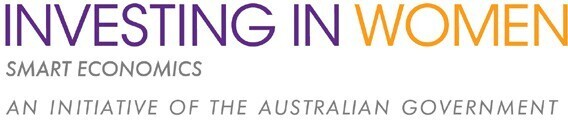 INVESTING IN WOMEN
SMART ECONOMICS
AN INITIATIVE OF THE AUSTRALIAN GOVERNMENT